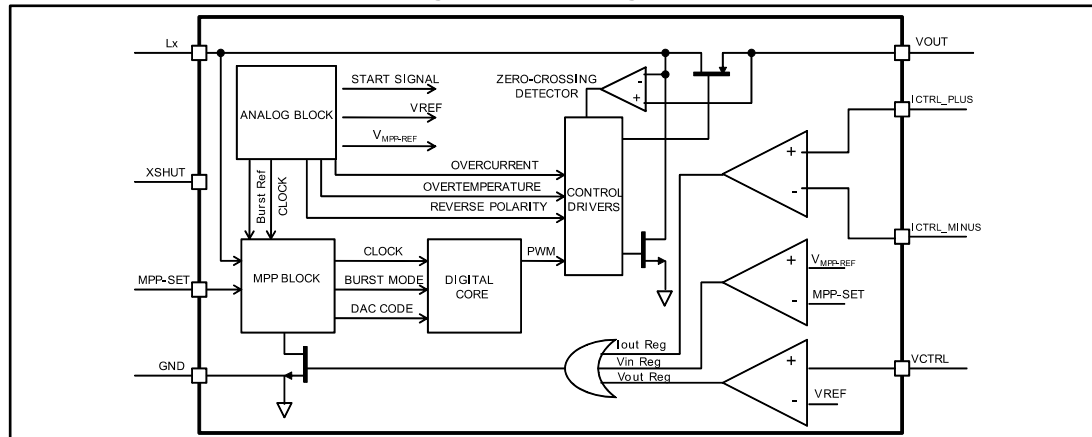 Lx
VOUT
START SIGNAL
ZERO-CROSSING
DETECTOR
-
+
ANALOG BLOCK
VREF
VMPP-REF
ICTRL_PLUS
XSHUT
Burst Ref
CLOCK
OVERCURRENT
OVERTEMPERATURE
REVERSE POLARITY
CONTROL
DRIVERS
+
-
ICTRL_MINUS
MPP-SET
MPP BLOCK
CLOCK
BURST MODE
DAC CODE
DIGITAL
CORE
PWM
+
VMPP-REF
-
MPP-SET
GND
Iout Reg
Vin Reg
Vout Reg
+
-
VREF
VCTRL